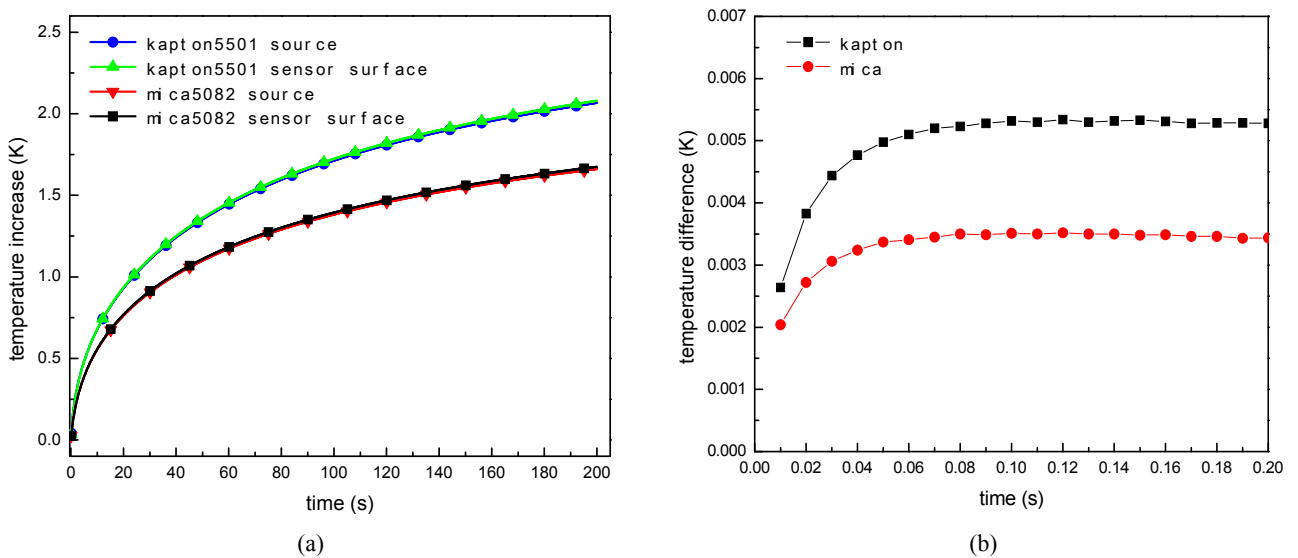 2.5
2.0
1.5
1.0
0.5
0.0
temperature increase (K)
kapton5501 source
kapton5501 sensor surface
mica5082 source
mica5082 sensor surface
0 20 40 60 80 100 120 140 160 180 200
time (s)
(a)
0.007
0.006
0.005
0.004
0.003
0.002
0.001
0.000
temperature difference (K)
kapton
mica
0.00 0.02 0.04 0.06 0.08 0.10 0.12 0.14 0.16 0.18 0.20
time (s)
(b)